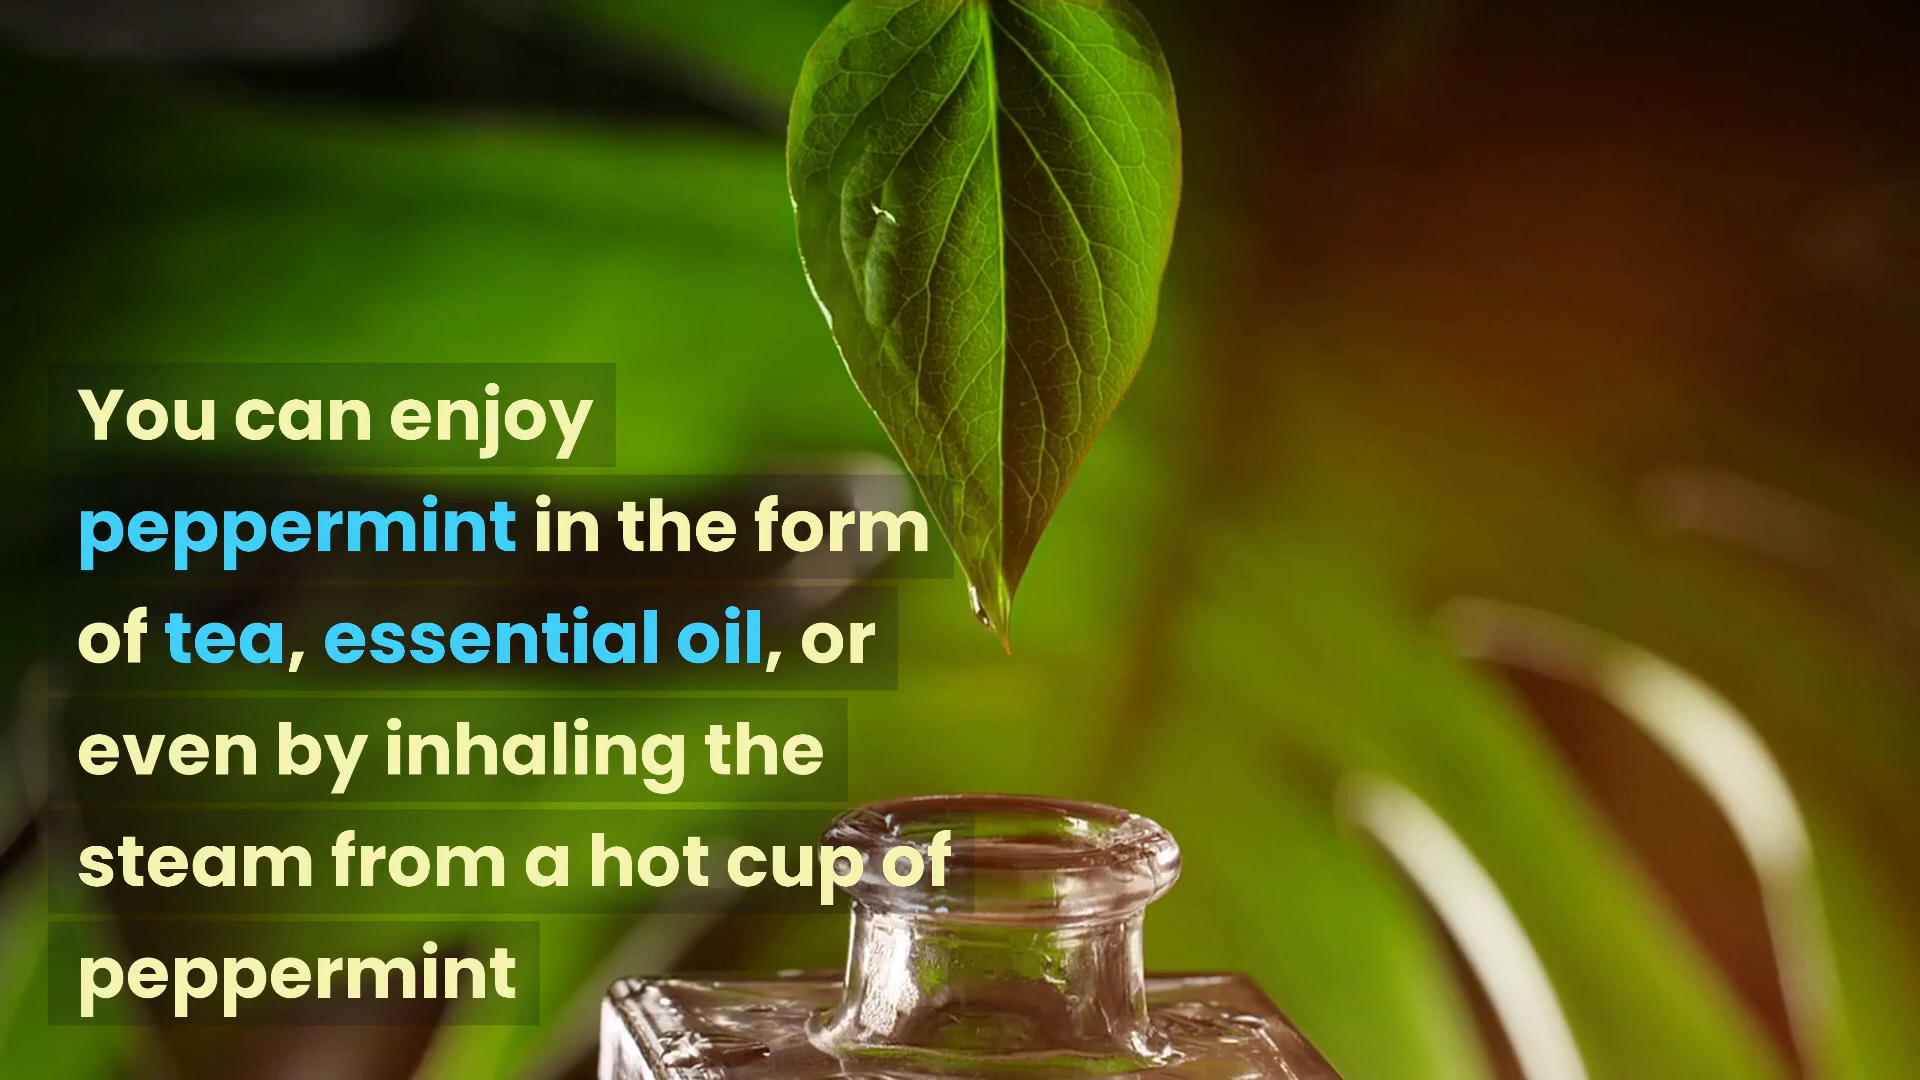 You can enjoy
peppermint in the form
of tea, essential oil, or
even by inhaling the
steam from a hot cup of
peppermint